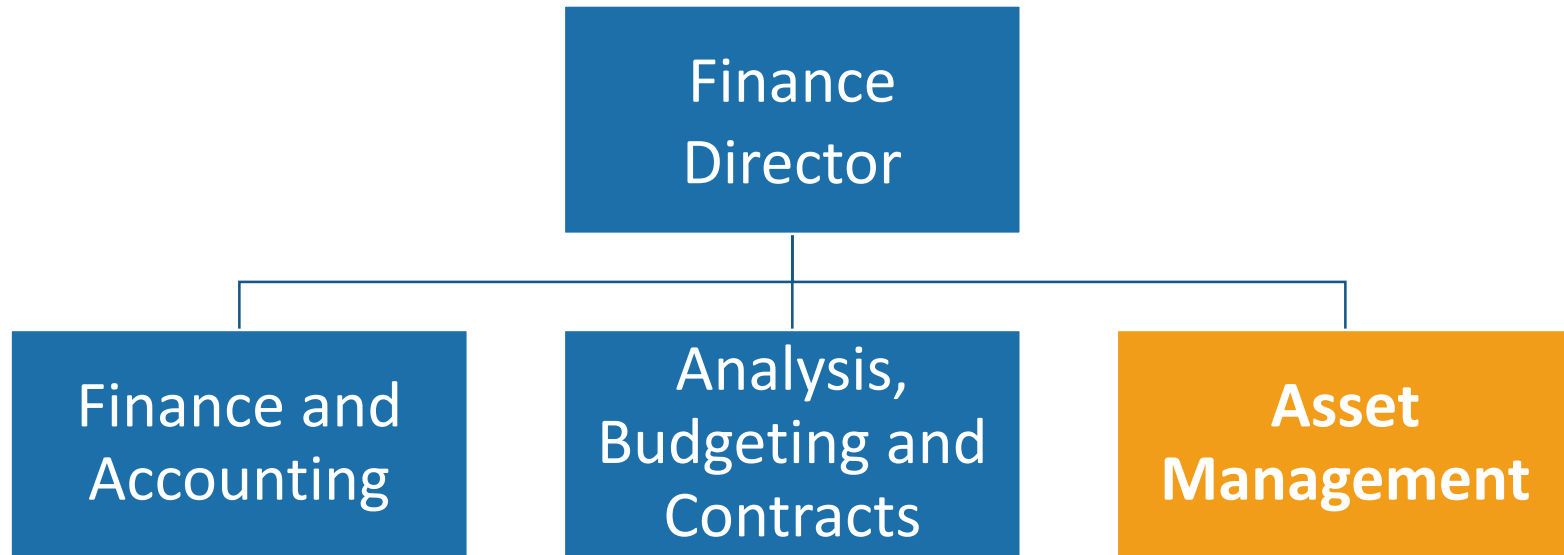 Finance
Director
Finance and
Accounting
Analysis,
Budgeting and
Contracts
Asset
Management